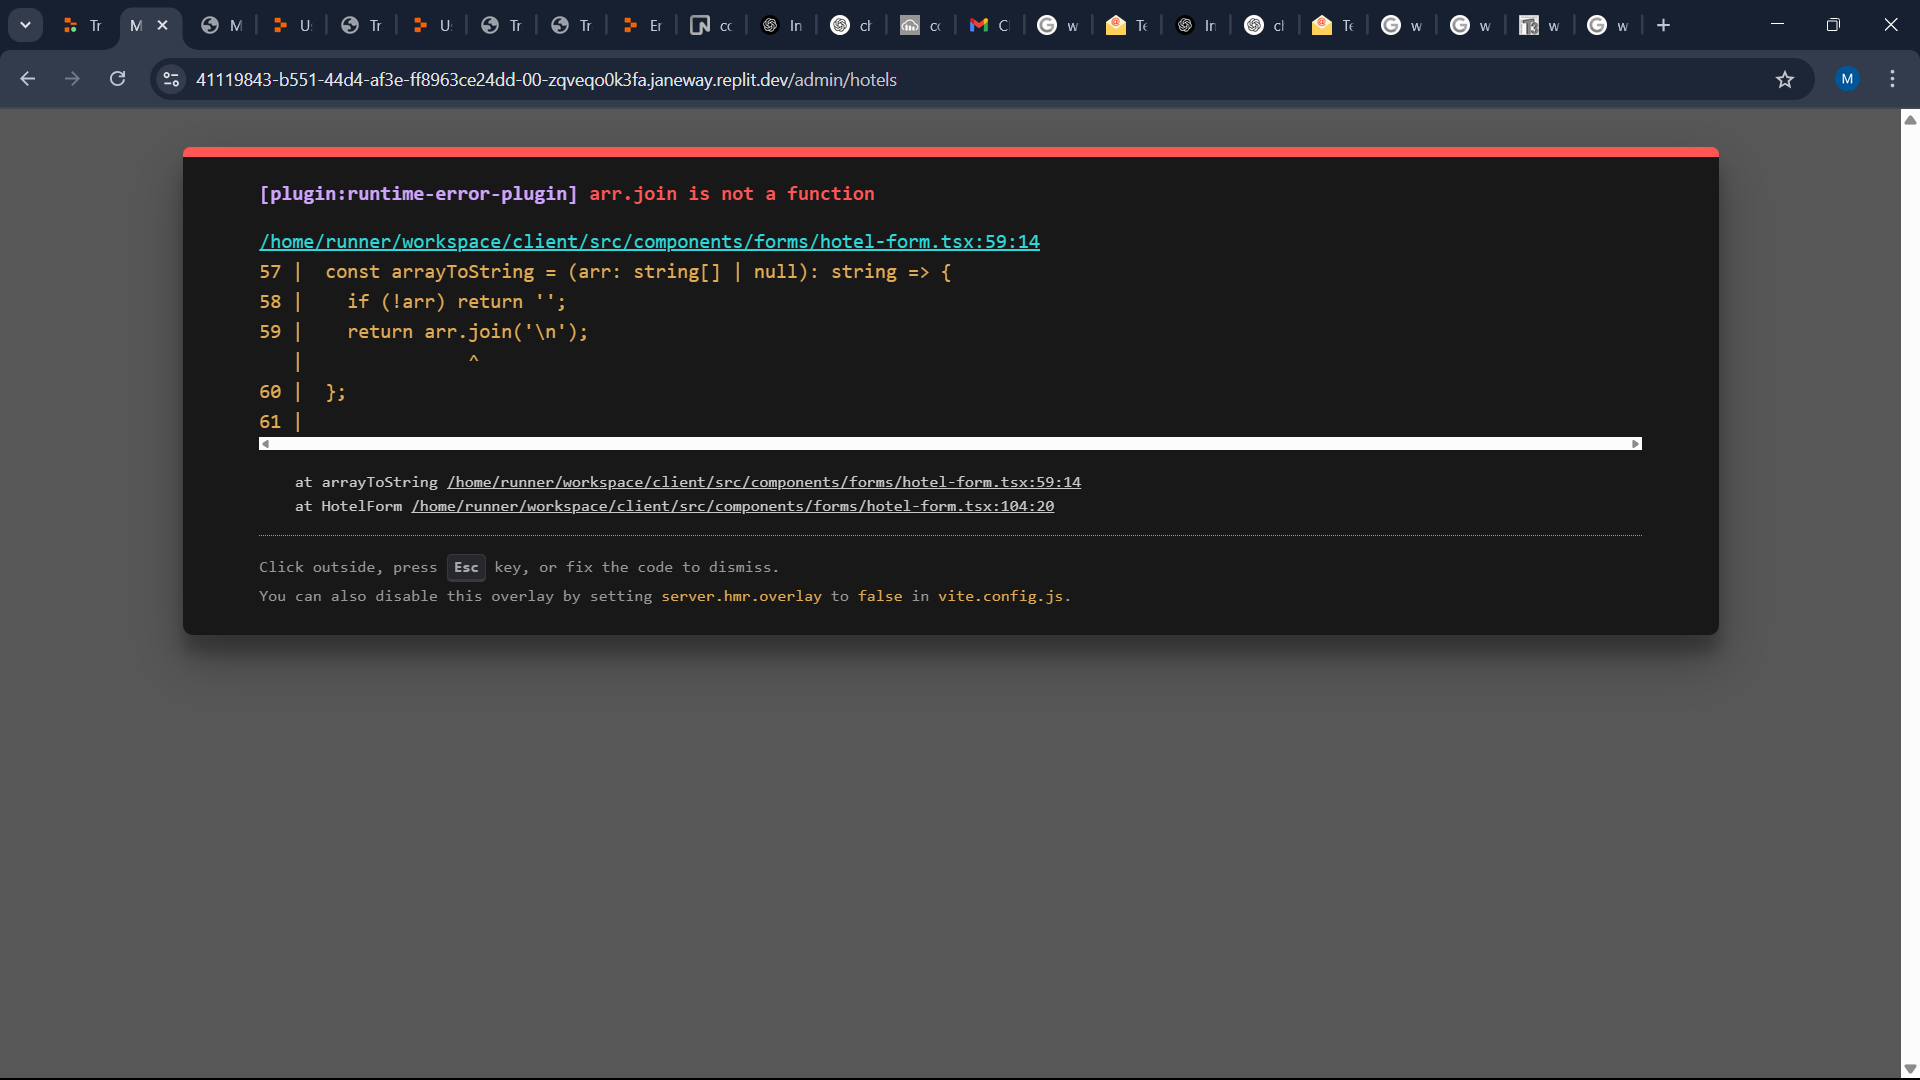 Tr
M
M
U
Tr
U
Tr
Tr
Er
cc
In
cl
cc
C
w
Te
In
cl
Te
w
w
w
w
41119843-b551-44d4-af3e-ff8963ce24dd-00-zqveqo0k3fa.janeway.replit.dev/admin/hotels
M
[plugin:runtime-error-plugin] arr.join is not a function
/home/runner/workspace/client/src/components/forms/hotel-form.tsx:59:14
57 |  const arrayToString = (arr: string[] | null): string => {
58 |    if (!arr) return '';
59 |    return arr.join('\n');
|               ^
60 |  };
61 |
at arrayToString /home/runner/workspace/client/src/components/forms/hotel-form.tsx:59:14
at HotelForm /home/runner/workspace/client/src/components/forms/hotel-form.tsx:104:20
Click outside, press Esc key, or fix the code to dismiss.
You can also disable this overlay by setting server.hmr.overlay to false in vite.config.js.